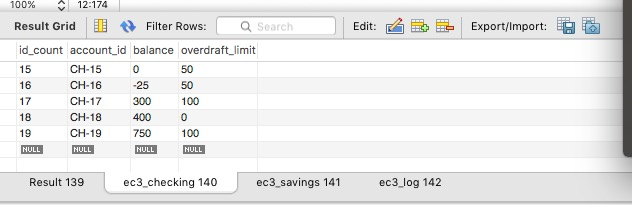 100% 12:174
Result Grid Filter Rows: Search Edit: Export/Import:
id_count account_id balance overdraft_limit
15 CH-15 0 50
16 CH-16 -25 50
17 CH-17 300 100
18 CH-18 400 0
19 CH-19 750 100
NULL NULL NULL NULL
Result 139 ec3_checking 140 ec3_savings 141 ec3_log 142